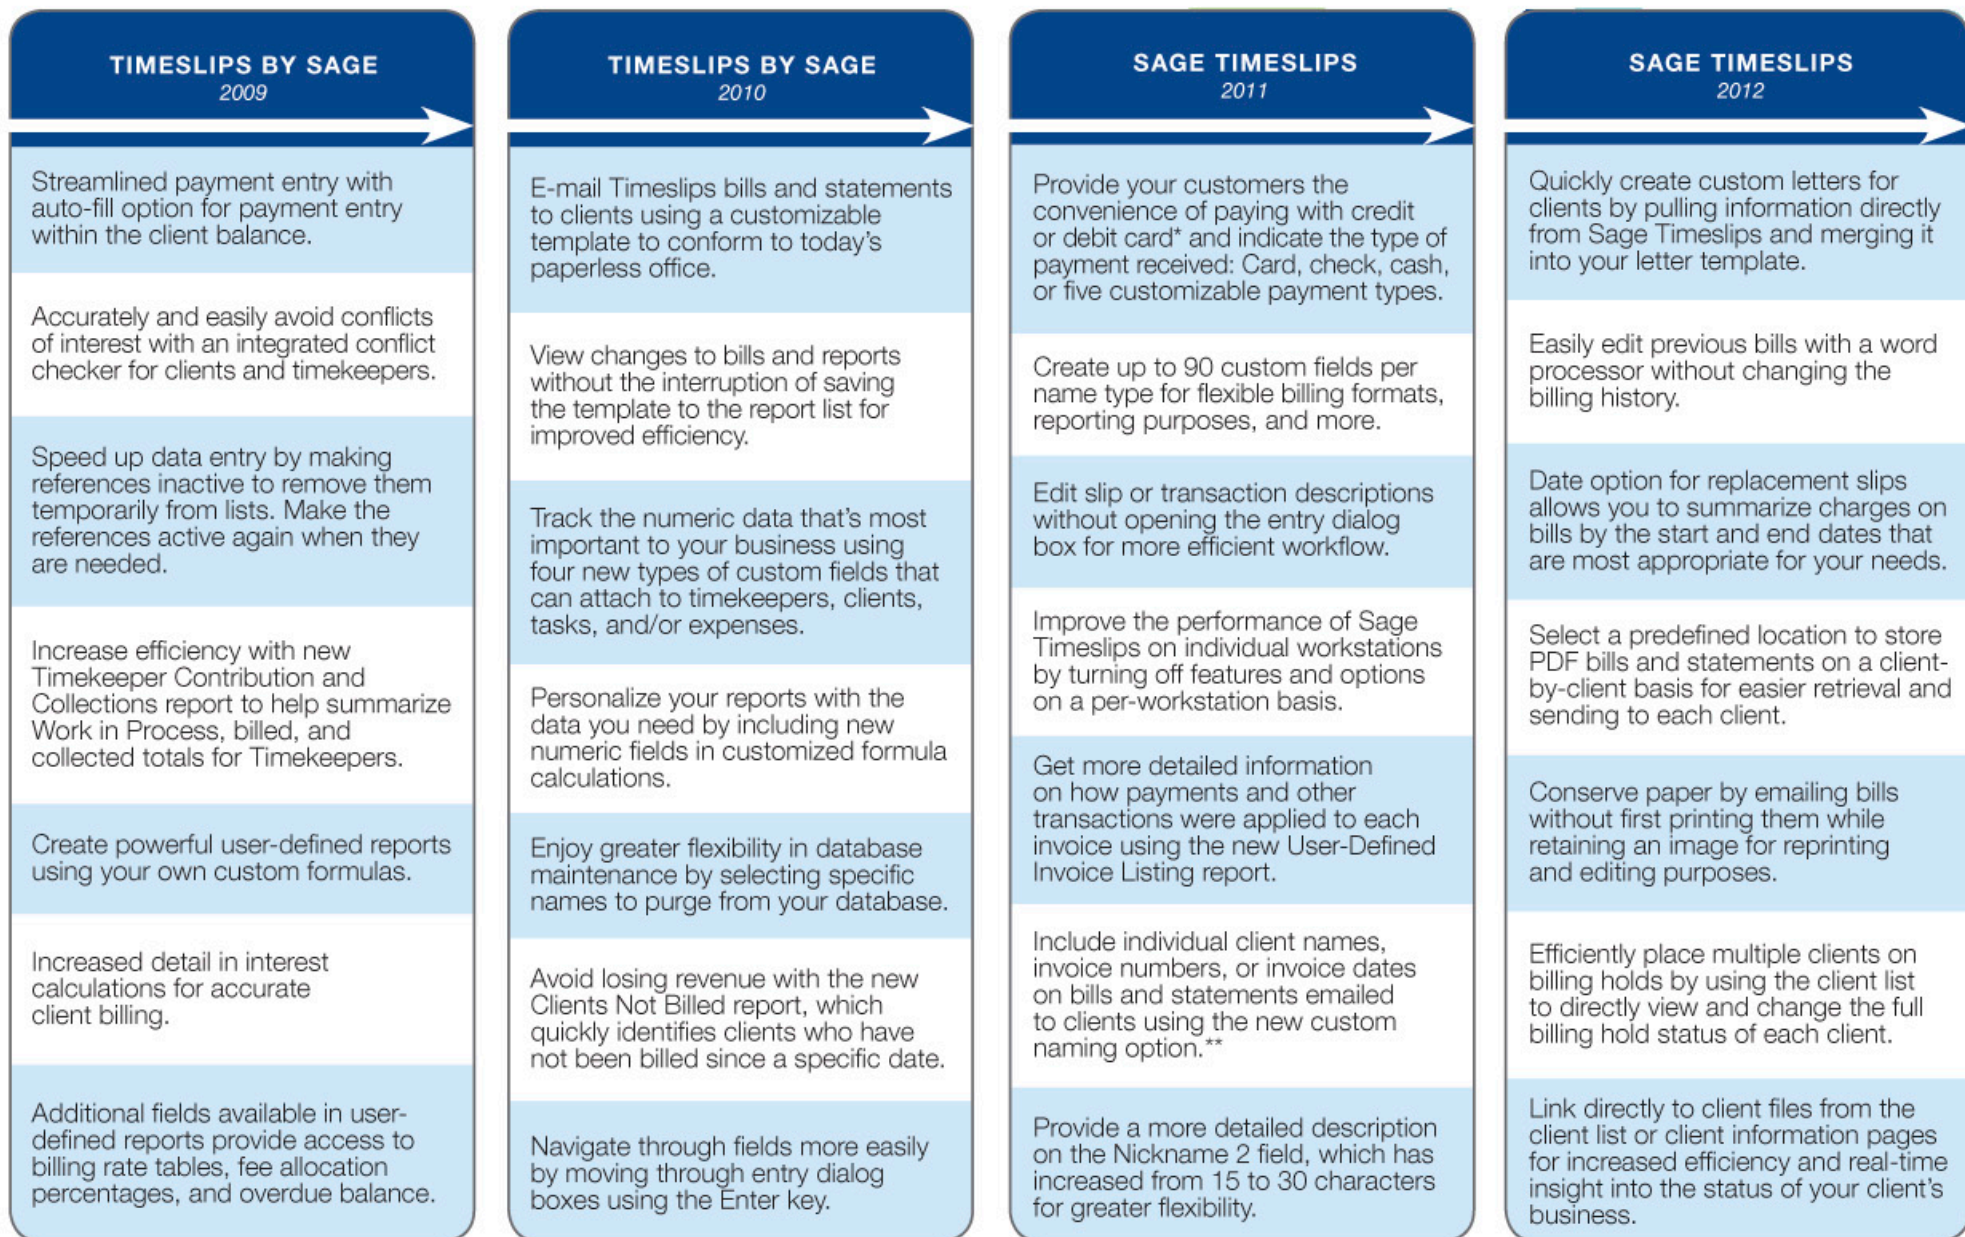 TIMESLIPS BY SAGE
2009
Streamlined payment entry with
auto-fill option for payment entry
within the client balance.
Accurately and easily avoid conflicts
of interest with an integrated conflict
checker for clients and timekeepers.
Speed up data entry by making
references inactive to remove them
temporarily from lists. Make the
references active again when they
are needed.
Increase efficiency with new
Timekeeper Contribution and
Collections report to help summarize
Work in Process, billed, and
collected totals for Timekeepers.
Create powerful user-defined reports
using your own custom formulas.
Increased detail in interest
calculations for accurate
client billing.
Additional fields available in user-
defined reports provide access to
billing rate tables, fee allocation
percentages, and overdue balance.
TIMESLIPS BY SAGE
2010
E-mail Timeslips bills and statements
to clients using a customizable
template to conform to today's
paperless office.
View changes to bills and reports
without the interruption of saving
the template to the report list for
improved efficiency.
Track the numeric data that's most
important to your business using
four new types of custom fields that
can attach to timekeepers, clients,
tasks, and/or expenses.
Personalize your reports with the
data you need by including new
numeric fields in customized formula
calculations.
Enjoy greater flexibility in database
maintenance by selecting specific
names to purge from your database.
Avoid losing revenue with the new
Clients Not Billed report, which
quickly identifies clients who have
not been billed since a specific date.
Navigate through fields more easily
by moving through entry dialog
boxes using the Enter key.
SAGE TIMESLIPS
2011
Provide your customers the
convenience of paying with credit
or debit card* and indicate the type of
payment received: Card, check, cash,
or five customizable payment types.
Create up to 90 custom fields per
name type for flexible billing formats,
reporting purposes, and more.
Edit slip or transaction descriptions
without opening the entry dialog
box for more efficient workflow.
Improve the performance of Sage
Timeslips on individual workstations
by turning off features and options
on a per-workstation basis.
Get more detailed information
on how payments and other
transactions were applied to each
invoice using the new User-Defined
Invoice Listing report.
Include individual client names,
invoice numbers, or invoice dates
on bills and statements emailed
to clients using the new custom
naming option.**
Provide a more detailed description
on the Nickname 2 field, which has
increased from 15 to 30 characters
for greater flexibility.
SAGE TIMESLIPS
2012
Quickly create custom letters for
clients by pulling information directly
from Sage Timeslips and merging it
into your letter template.
Easily edit previous bills with a word
processor without changing the
billing history.
Date option for replacement slips
allows you to summarize charges on
bills by the start and end dates that
are most appropriate for your needs.
Select a predefined location to store
PDF bills and statements on a client-
by-client basis for easier retrieval and
sending to each client.
Conserve paper by emailing bills
without first printing them while
retaining an image for reprinting
and editing purposes.
Efficiently place multiple clients on
billing holds by using the client list
to directly view and change the full
billing hold status of each client.
Link directly to client files from the
client list or client information pages
for increased efficiency and real-time
insight into the status of your client's
business.